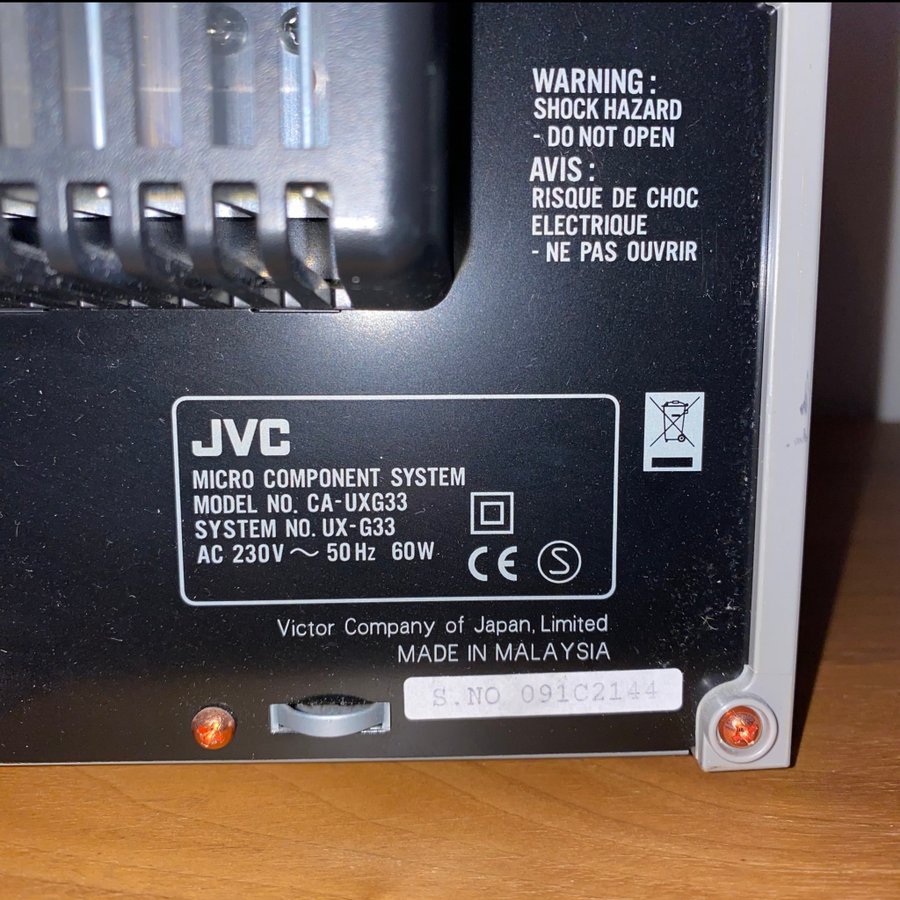 WARNING :
SHOCK HAZARD
- DO NOT OPEN
AVIS :
RISQUE DE CHOC
ELECTRIQUE
- NE PAS OUVRIR
JVC
MICRO COMPONENT SYSTEM
MODEL NO. CA-UXG33
SYSTEM NO. UX-G33
AC 230V ~ 50Hz 60W
CE S
Victor Company of Japan, Limited
MADE IN MALAYSIA
S.NO 091C2144